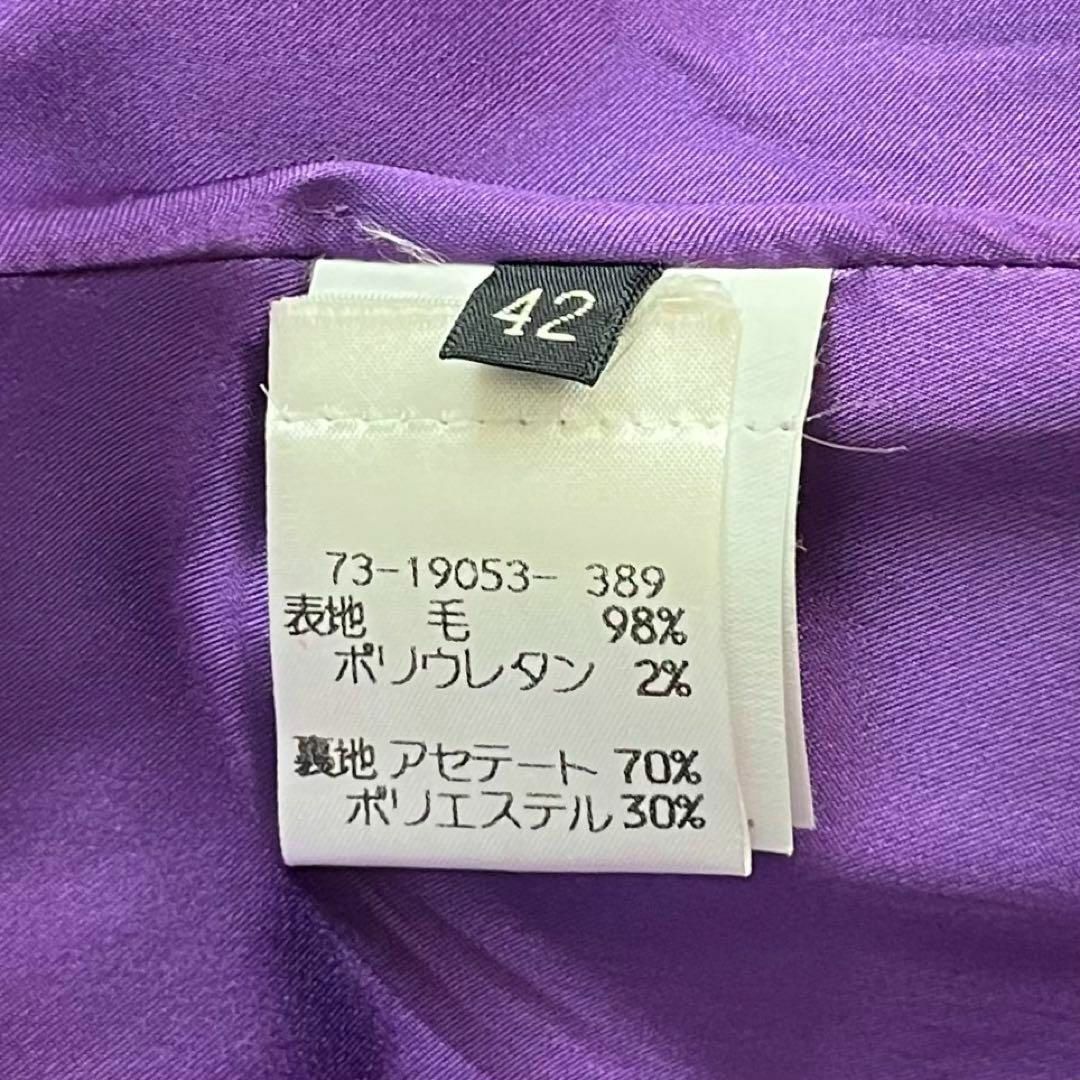 42
73-19053- 389
表地 毛 98%
ポリウレタン 2%
裏地 アセテート 70%
ポリエステル 30%